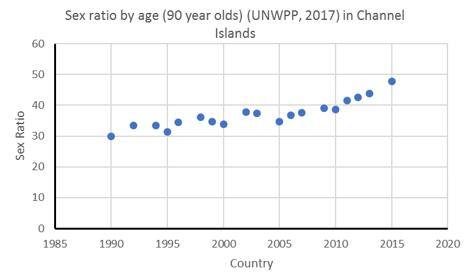 Sex ratio by age (90 year olds) (UNWPP, 2017) in Channel
Islands
60
50
40
30
20
10
0
Sex Ratio
1985 1990 1995 2000 2005 2010 2015 2020
Country